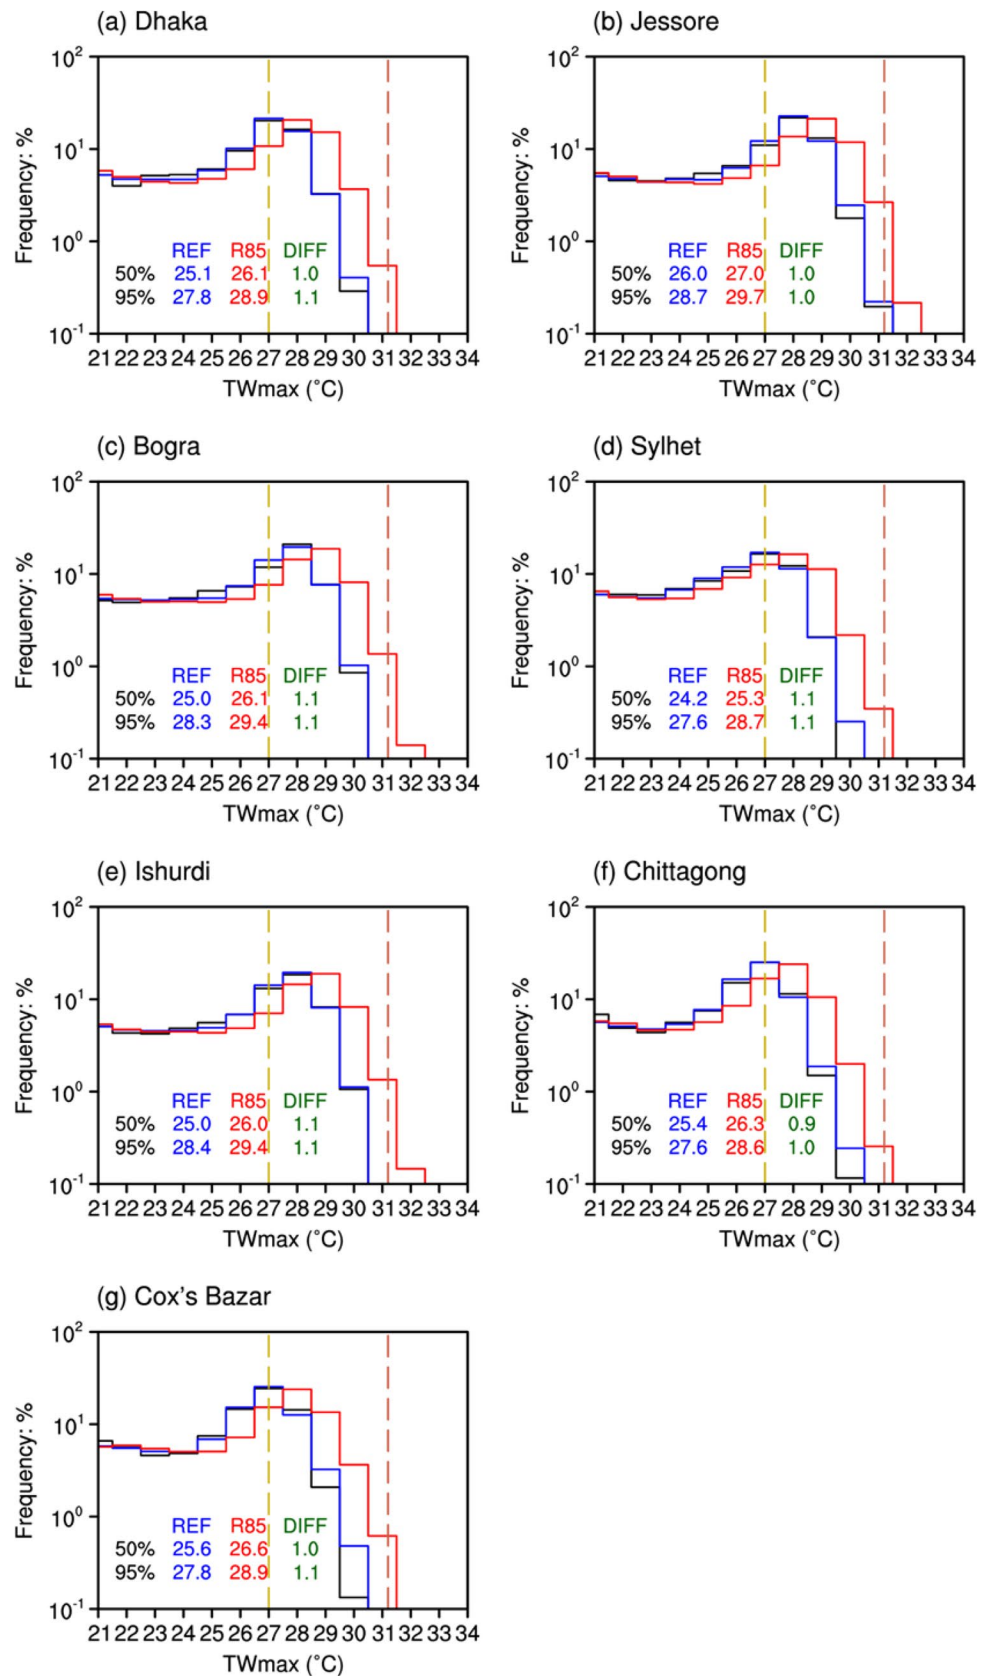 (a) Dhaka
10² 10¹ 10⁰ 10⁻¹
Frequency: %
REF R85 DIFF
50% 25.1 26.1 1.0
95% 27.8 28.9 1.1
21 22 23 24 25 26 27 28 29 30 31 32 33 34
TWmax (°C)
(b) Jessore
10² 10¹ 10⁰ 10⁻¹
Frequency: %
REF R85 DIFF
50% 26.0 27.0 1.0
95% 28.7 29.7 1.0
21 22 23 24 25 26 27 28 29 30 31 32 33 34
TWmax (°C)
(c) Bogra
10² 10¹ 10⁰ 10⁻¹
Frequency: %
REF R85 DIFF
50% 25.0 26.1 1.1
95% 28.3 29.4 1.1
21 22 23 24 25 26 27 28 29 30 31 32 33 34
TWmax (°C)
(d) Sylhet
10² 10¹ 10⁰ 10⁻¹
Frequency: %
REF R85 DIFF
50% 24.2 25.3 1.1
95% 27.6 28.7 1.1
21 22 23 24 25 26 27 28 29 30 31 32 33 34
TWmax (°C)
(e) Ishurdi
10² 10¹ 10⁰ 10⁻¹
Frequency: %
REF R85 DIFF
50% 25.0 26.0 1.1
95% 28.4 29.4 1.1
21 22 23 24 25 26 27 28 29 30 31 32 33 34
TWmax (°C)
(f) Chittagong
10² 10¹ 10⁰ 10⁻¹
Frequency: %
REF R85 DIFF
50% 25.4 26.3 0.9
95% 27.6 28.6 1.0
21 22 23 24 25 26 27 28 29 30 31 32 33 34
TWmax (°C)
(g) Cox's Bazar
10² 10¹ 10⁰ 10⁻¹
Frequency: %
REF R85 DIFF
50% 25.6 26.6 1.0
95% 27.8 28.9 1.1
21 22 23 24 25 26 27 28 29 30 31 32 33 34
TWmax (°C)